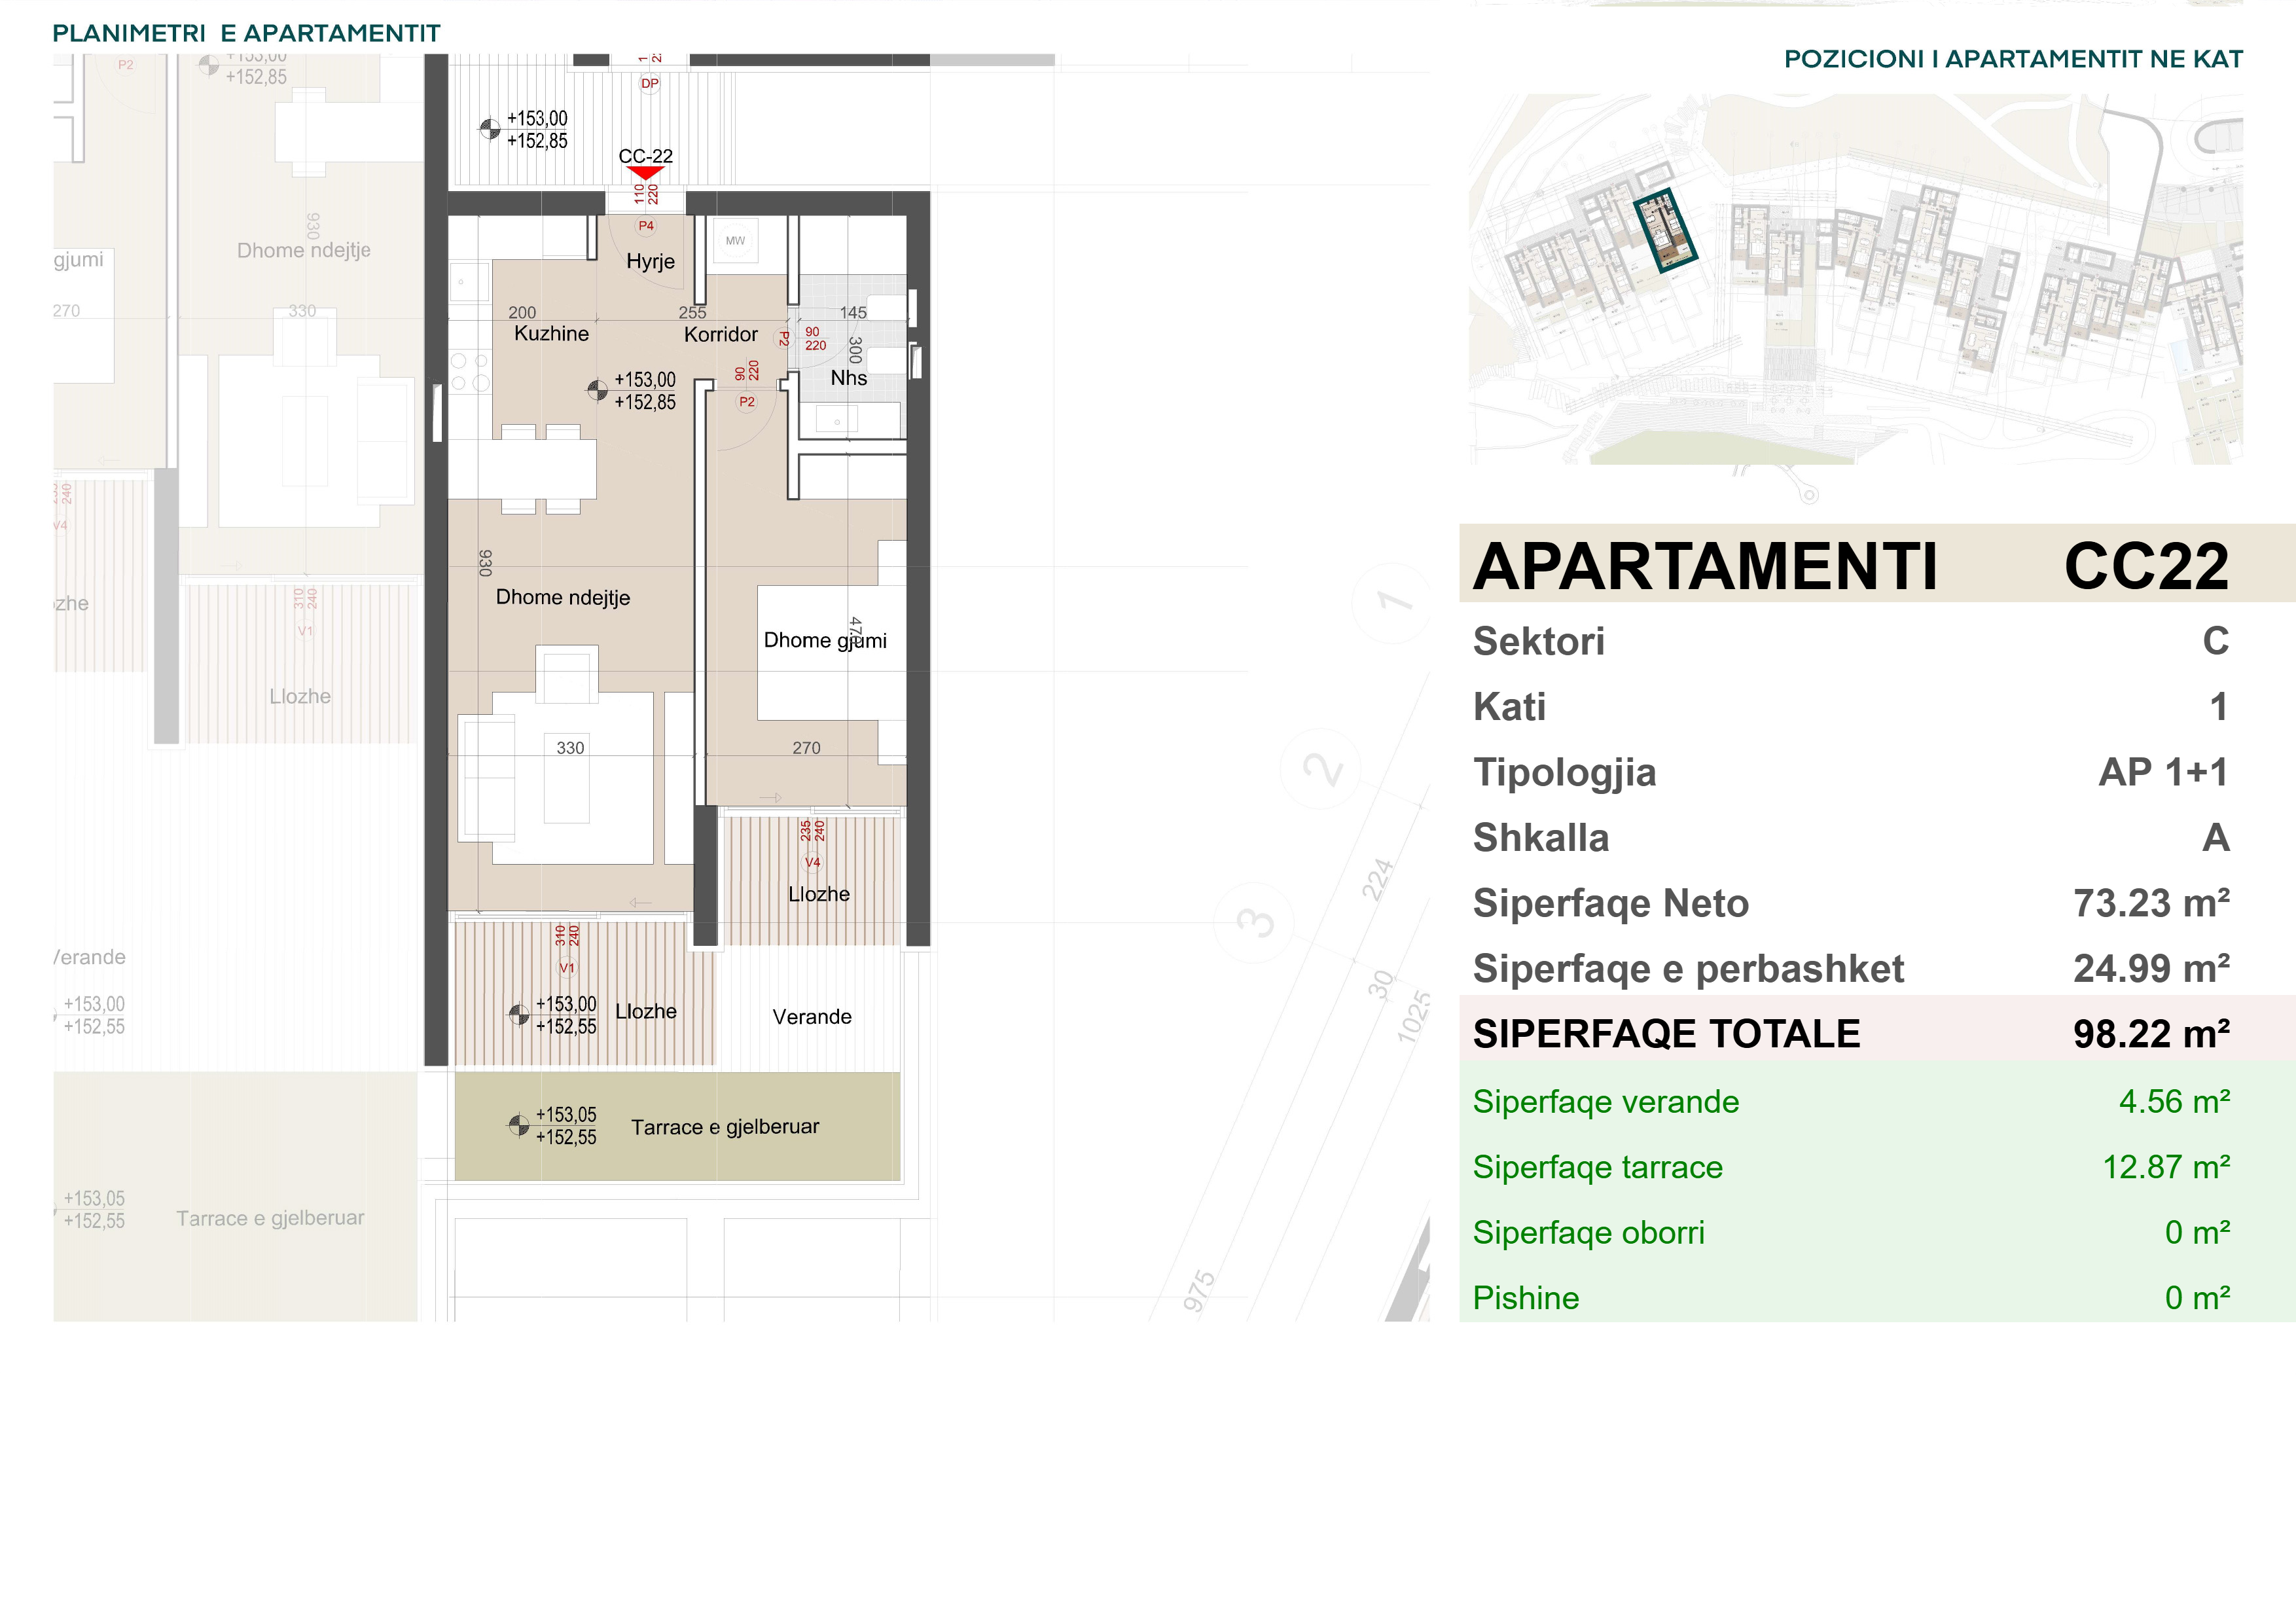 PLANIMETRI E APARTAMENTIT
POZICIONI I APARTAMENTIT NE KAT
P2
+153,00
+152,85
930
Dhome ndejtje
gjumi
270
330
240
V4
310
240
V1
Llozhe
+153,00
+152,85
DP
CC-22
110
220
P4
MW
Hyrje
200
255
145
Kuzhine
Korridor
P2
90
220
300
Nhs
90
220
P2
+153,00
+152,85
930
Dhome ndejtje
Dhome gjumi
470
330
270
235
240
V4
Llozhe
310
240
V1
+153,00
+152,55
Llozhe
Verande
+153,05
+152,55
Tarrace e gjelberuar
Verande
+153,00
+152,55
+153,05
+152,55
Tarrace e gjelberuar
1
2
3
224
30
1025
975
APARTAMENTI CC22
Sektori C
Kati 1
Tipologjia AP 1+1
Shkalla A
Siperfaqe Neto 73.23 m²
Siperfaqe e perbashket 24.99 m²
SIPERFAQE TOTALE 98.22 m²
Siperfaqe verande 4.56 m²
Siperfaqe tarrace 12.87 m²
Siperfaqe oborri 0 m²
Pishine 0 m²